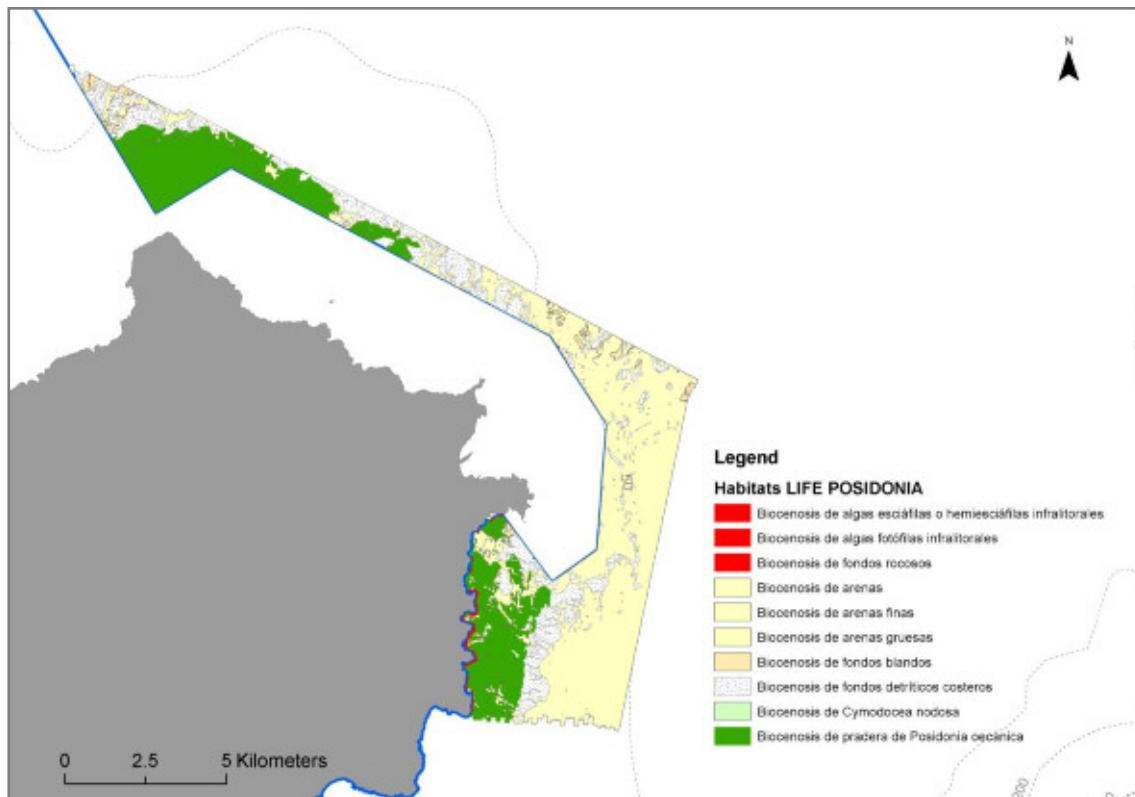 N
Legend
Habitats LIFE POSIDONIA
Biocenosis de algas esciáfilas o hemiesciáfilas infralitorales
Biocenosis de algas fotófilas infralitorales
Biocenosis de fondos rocosos
Biocenosis de arenas
Biocenosis de arenas finas
Biocenosis de arenas gruesas
Biocenosis de fondos blandos
Biocenosis de fondos detríticos costeros
Biocenosis de Cymodocea nodosa
Biocenosis de pradera de Posidonia oecánica
0 2.5 5 Kilometers
200